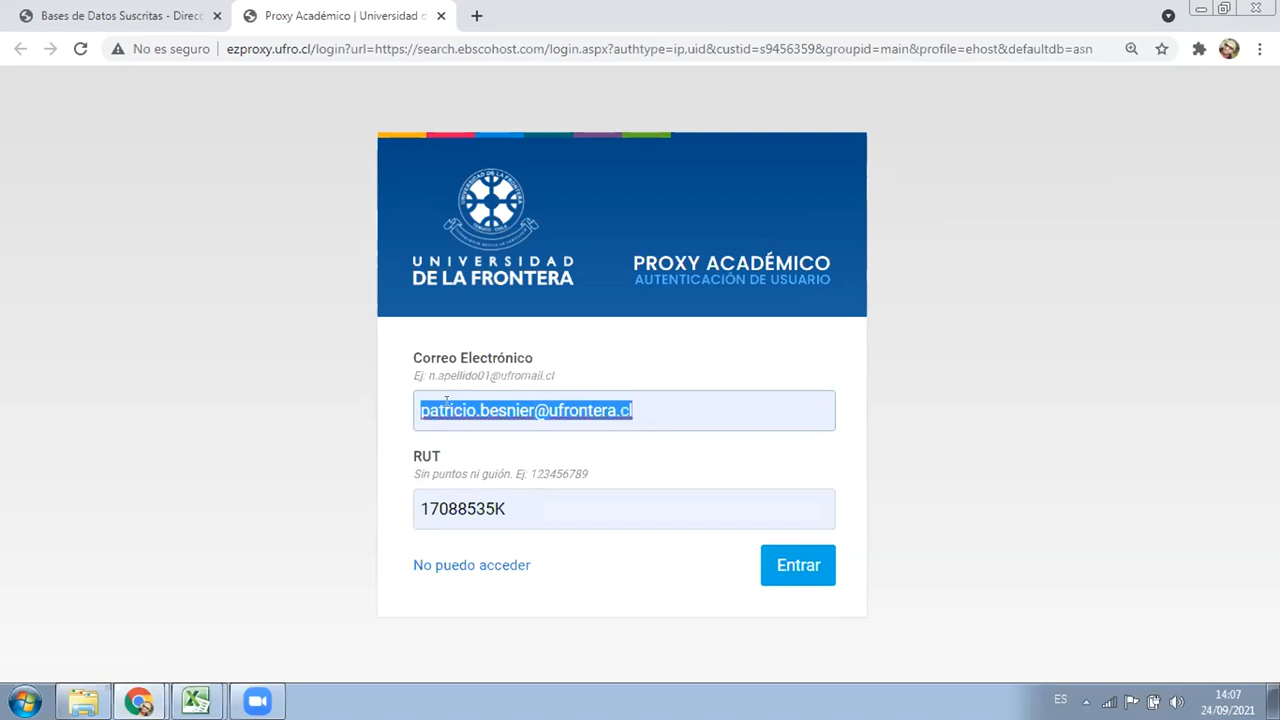 Bases de Datos Suscritas - Direcc
Proxy Académico | Universidad d
No es seguro
ezproxy.ufro.cl/login?url=https://search.ebscohost.com/login.aspx?authtype=ip,uid&custid=s9456359&groupid=main&profile=ehost&defaultdb=asn
UNIVERSIDAD
DE LA FRONTERA
PROXY ACADÉMICO
AUTENTICACIÓN DE USUARIO
Correo Electrónico
Ej: n.apellido01@ufromail.cl
patricio.besnier@ufrontera.cl
RUT
Sin puntos ni guión. Ej: 123456789
17088535K
No puedo acceder
Entrar
ES
14:07
24/09/2021